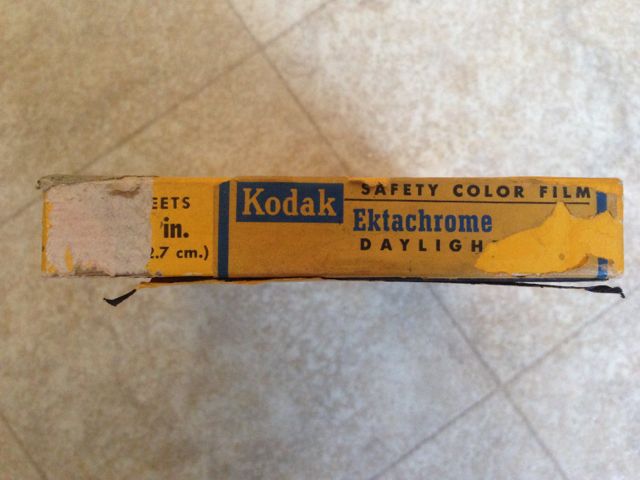 EETS
in.
2.7 cm.)
Kodak
SAFETY COLOR FILM
Ektachrome
DAYLIGH